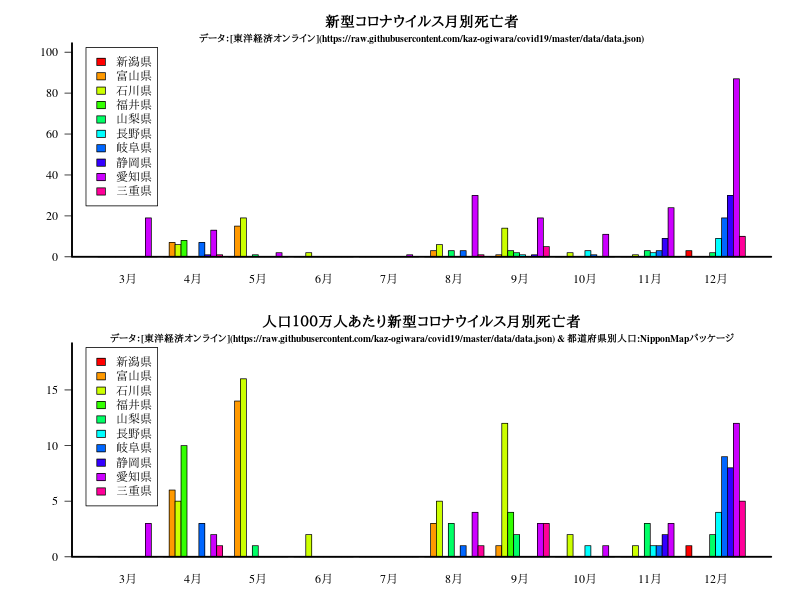 新型コロナウイルス月別死亡者
データ：[東洋経済オンライン](https://raw.githubusercontent.com/kaz-ogiwara/covid19/master/data/data.json)
100
80
60
40
20
0
新潟県
富山県
石川県
福井県
山梨県
長野県
岐阜県
静岡県
愛知県
三重県
3月 4月 5月 6月 7月 8月 9月 10月 11月 12月
人口100万人あたり新型コロナウイルス月別死亡者
データ：[東洋経済オンライン](https://raw.githubusercontent.com/kaz-ogiwara/covid19/master/data/data.json) & 都道府県別人口:NipponMapパッケージ
15
10
5
0
新潟県
富山県
石川県
福井県
山梨県
長野県
岐阜県
静岡県
愛知県
三重県
3月 4月 5月 6月 7月 8月 9月 10月 11月 12月